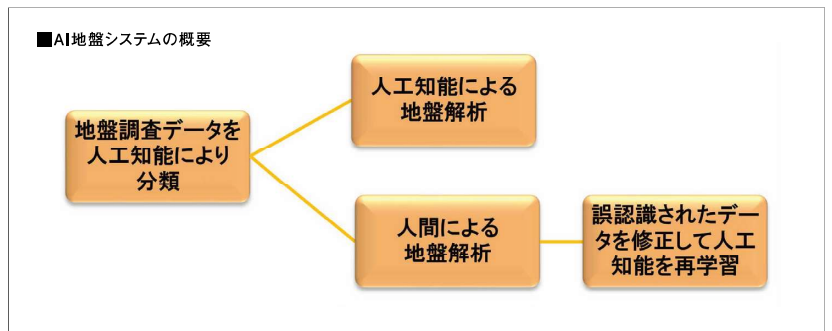 ■AI地盤システムの概要
人工知能による
地盤解析
地盤調査データを
人工知能により
分類
人間による
地盤解析
誤認識されたデー
タを修正して人工
知能を再学習